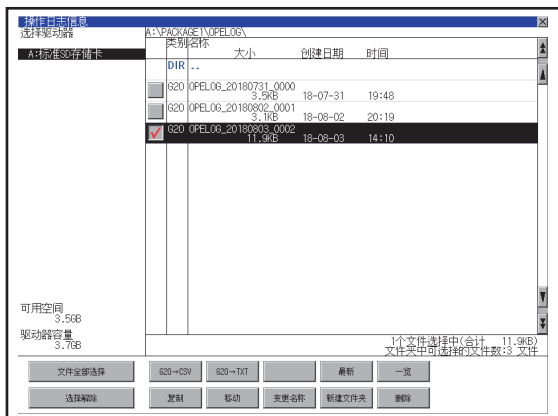 操作日志信息
选择驱动器
A:\PACKAGE1\OPELOG\
A:标准SD存储卡
类别 名称
大小 创建日期 时间
DIR ..
G2O OPELOG_20180731_0000
3.5KB 18-07-31 19:48
G2O OPELOG_20180802_0001
3.1KB 18-08-02 20:19
G2O OPELOG_20180803_0002
11.9KB 18-08-03 14:10
可用空间
3.5GB
驱动器容量
3.7GB
1个文件选择中(合计 11.9KB)
文件夹中可选择的文件数:3 文件
文件全部选择 G2O→CSV G2O→TXT 最新 一览
选择解除 复制 移动 变更名称 新建文件夹 删除